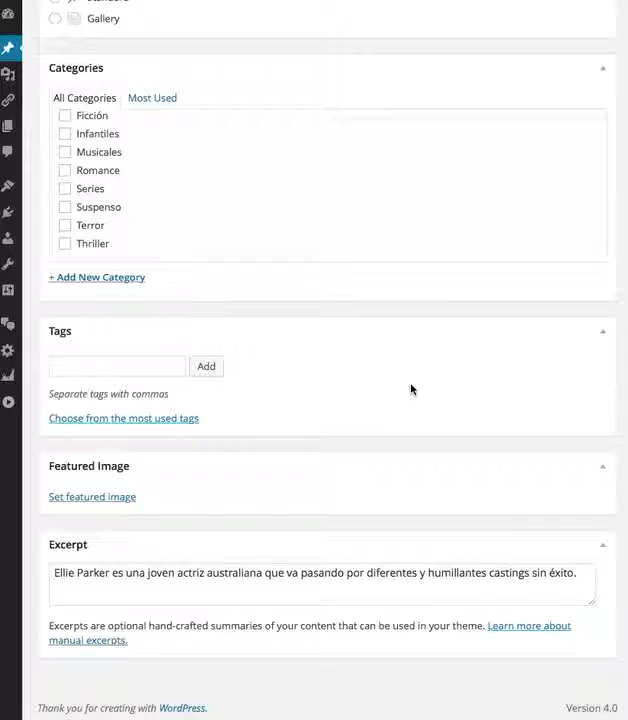 Gallery
Categories
All Categories
Most Used
Ficción
Infantiles
Musicales
Romance
Series
Suspenso
Terror
Thriller
+ Add New Category
Tags
Add
Separate tags with commas
Choose from the most used tags
Featured Image
Set featured image
Excerpt
Ellie Parker es una joven actriz australiana que va pasando por diferentes y humillantes castings sin éxito.
Excerpts are optional hand-crafted summaries of your content that can be used in your theme. Learn more about
manual excerpts.
Thank you for creating with WordPress.
Version 4.0